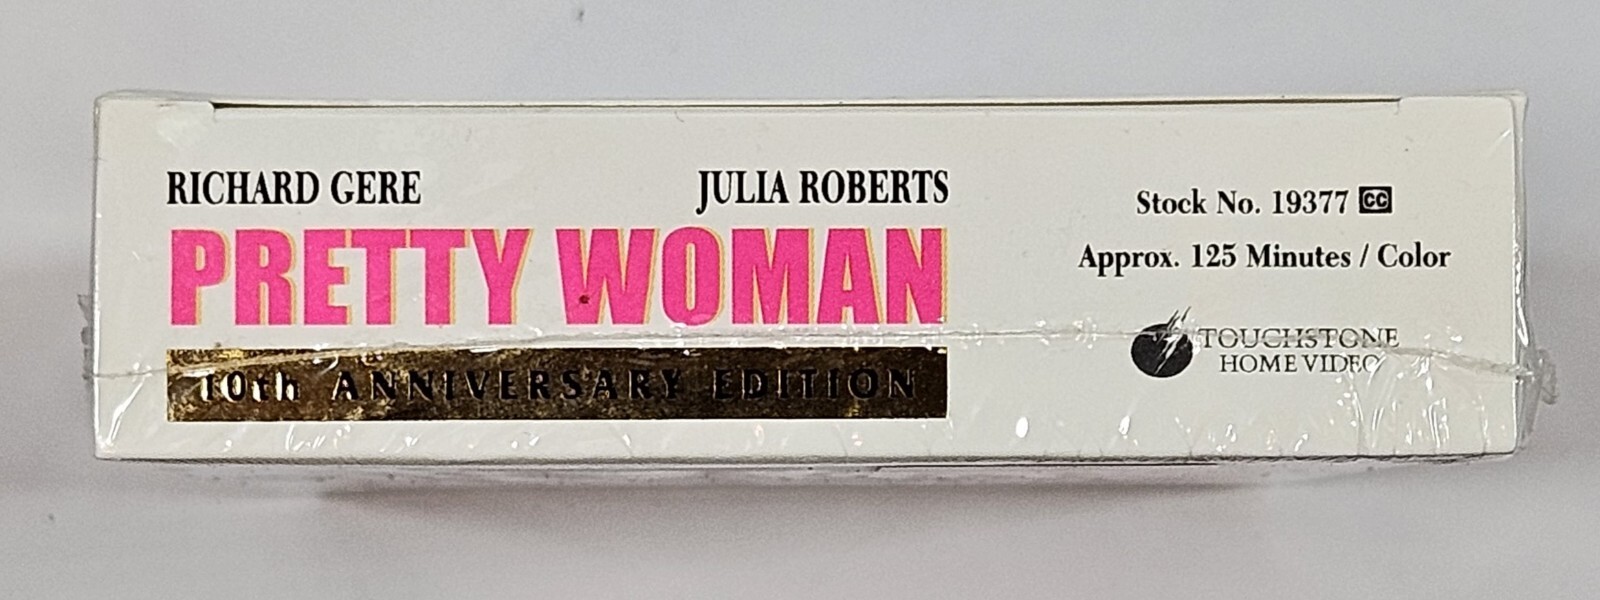 RICHARD GERE JULIA ROBERTS
PRETTY WOMAN
10th ANNIVERSARY EDITION
Stock No. 19377 CC
Approx. 125 Minutes / Color
TOUCHSTONE
HOME VIDEO